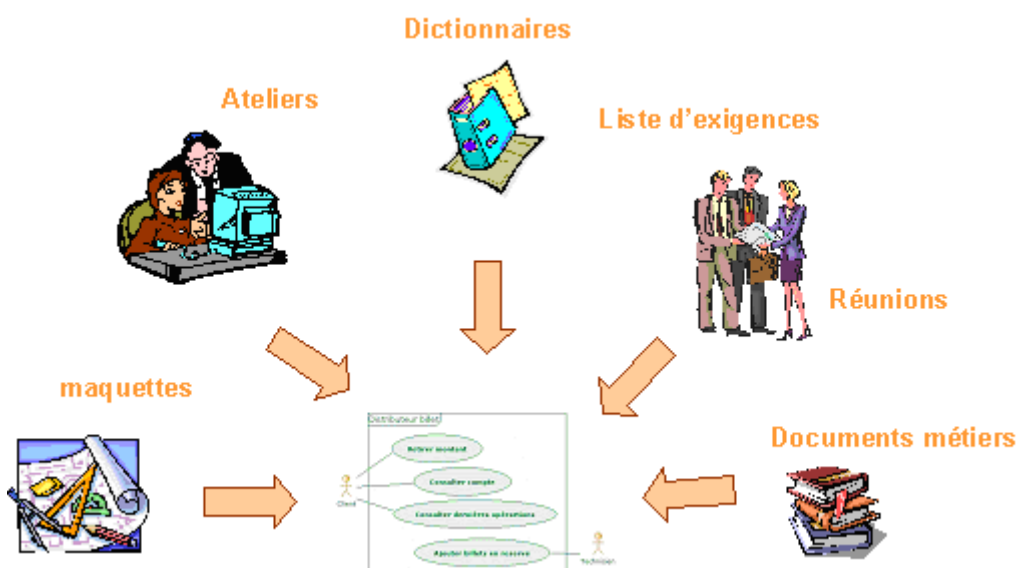 Dictionnaires
Ateliers
Liste d'exigences
Réunions
maquettes
Documents métiers
Distributeur billet
Retirer montant
Consulter compte
Client
Consulter dernières opérations
Ajouter billets en reserve
Technicien